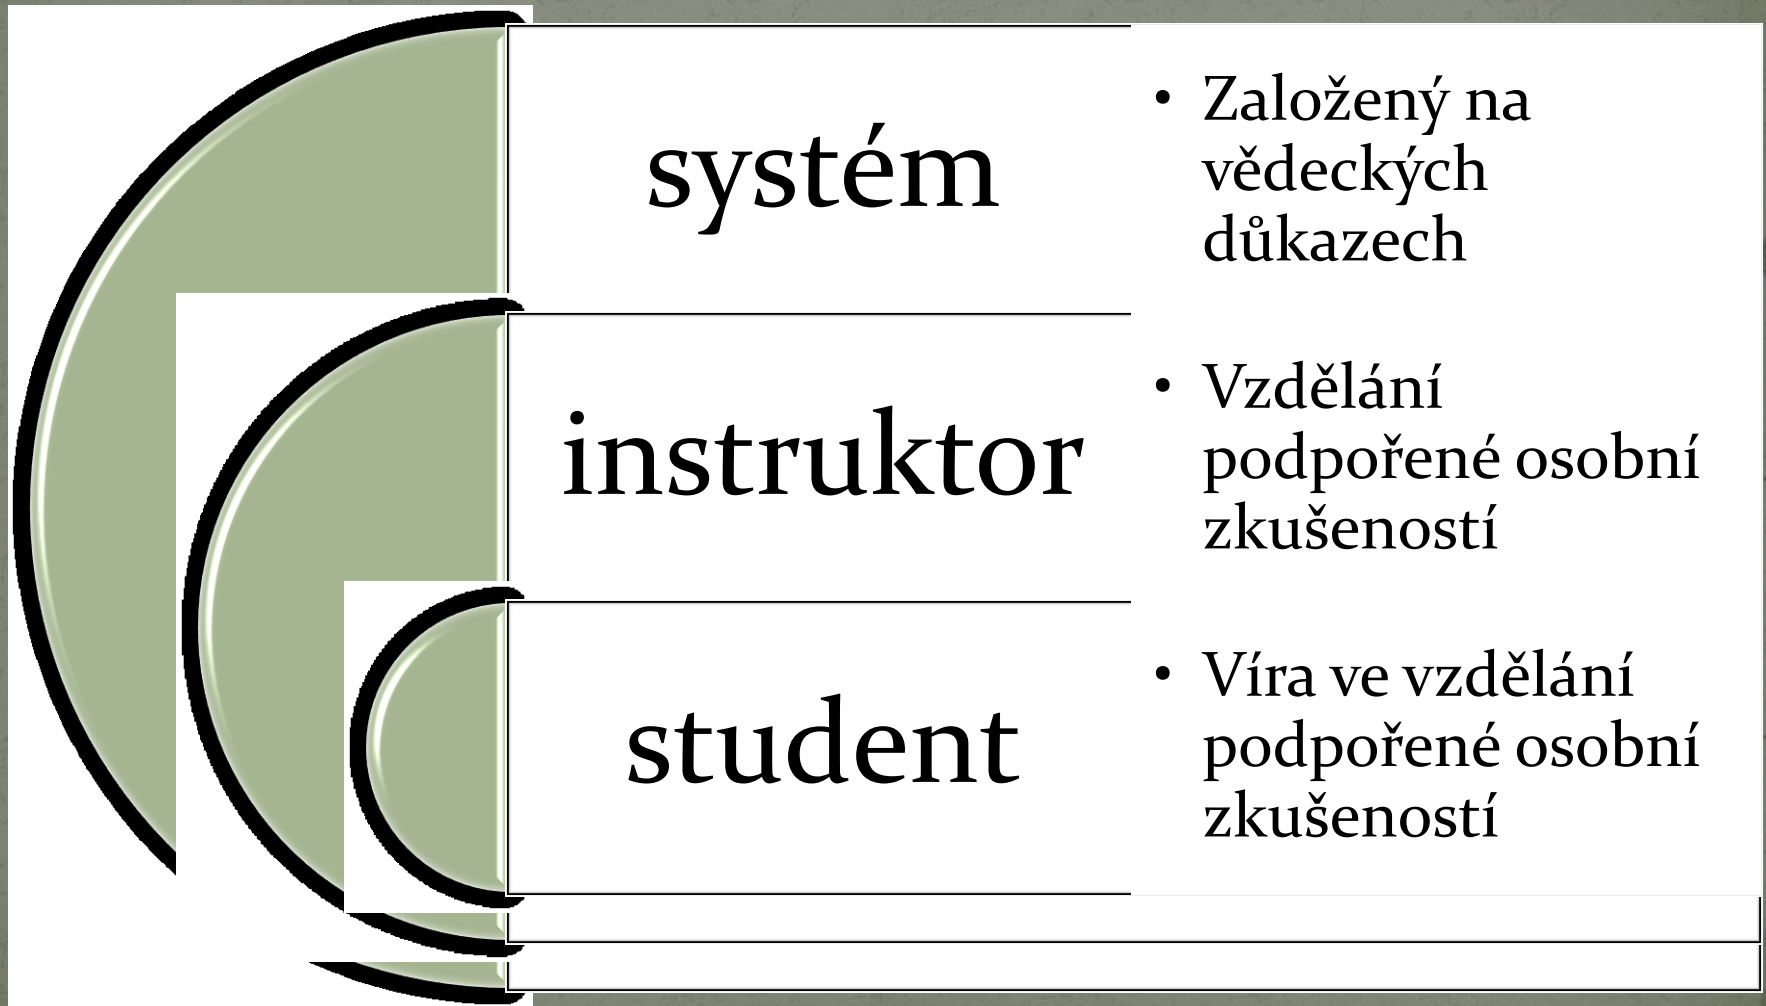 systém
• Založený na
vědeckých
důkazech
instruktor
• Vzdělání
podpořené osobní
zkušeností
student
• Víra ve vzdělání
podpořené osobní
zkušeností